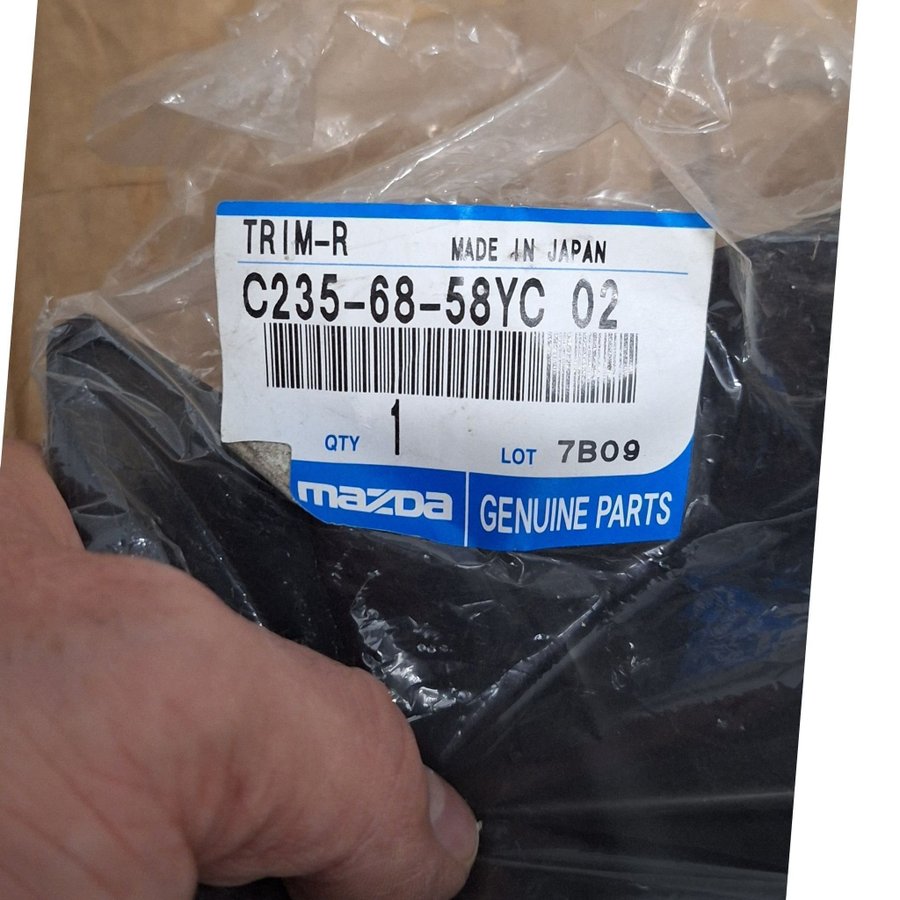 TRIM-R MADE IN JAPAN
C235-68-58YC 02
QTY 1 LOT 7B09
mazda GENUINE PARTS